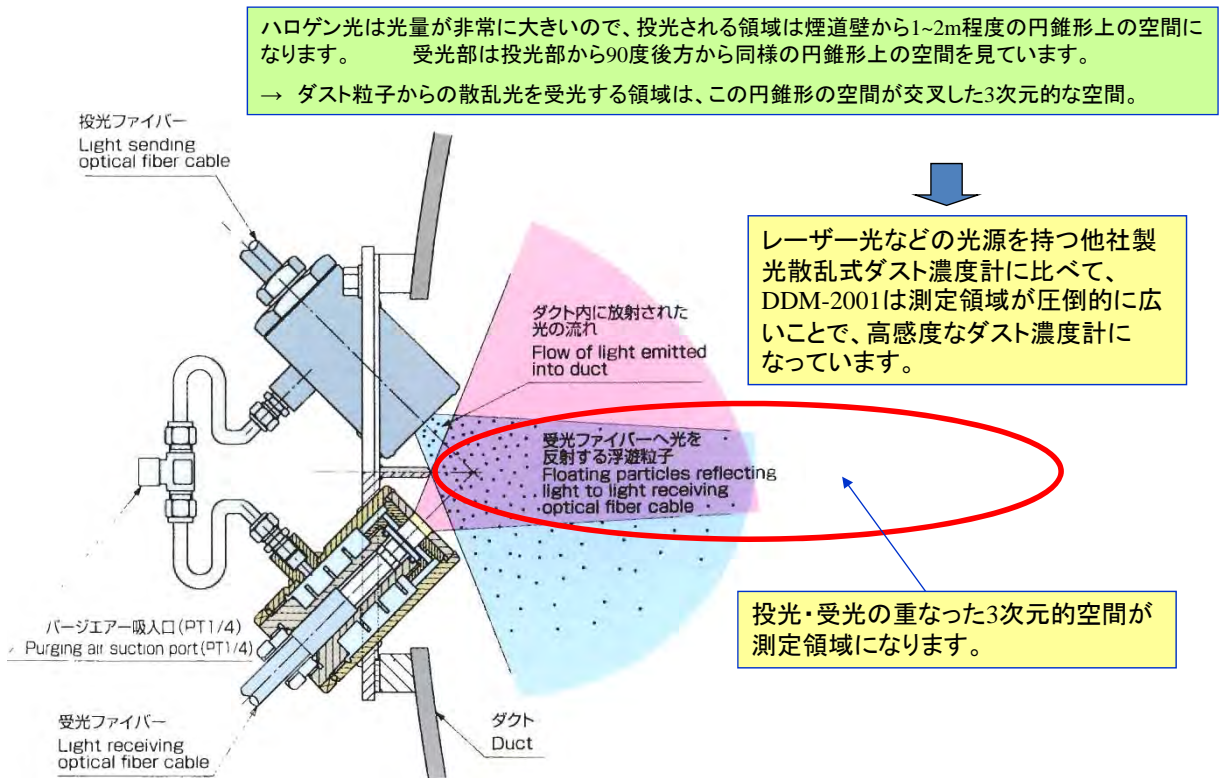 ハロゲン光は光量が非常に大きいので、投光される領域は煙道壁から1~2m程度の円錐形上の空間に
なります。 受光部は投光部から90度後方から同様の円錐形上の空間を見ています。
→ ダスト粒子からの散乱光を受光する領域は、この円錐形の空間が交叉した3次元的な空間。
投光ファイバー
Light sending
optical fiber cable
レーザー光などの光源を持つ他社製
光散乱式ダスト濃度計に比べて、
DDM-2001は測定領域が圧倒的に広
いことで、高感度なダスト濃度計に
なっています。
ダクト内に放射された
光の流れ
Flow of light emitted
into duct
受光ファイバーへ光を
反射する浮遊粒子
Floating particles reflecting
light to light receiving
optical fiber cable
投光・受光の重なった3次元的空間が
測定領域になります。
パージエアー吸入口(PT1/4)
Purging air suction port(PT1/4)
受光ファイバー
Light receiving
optical fiber cable
ダクト
Duct